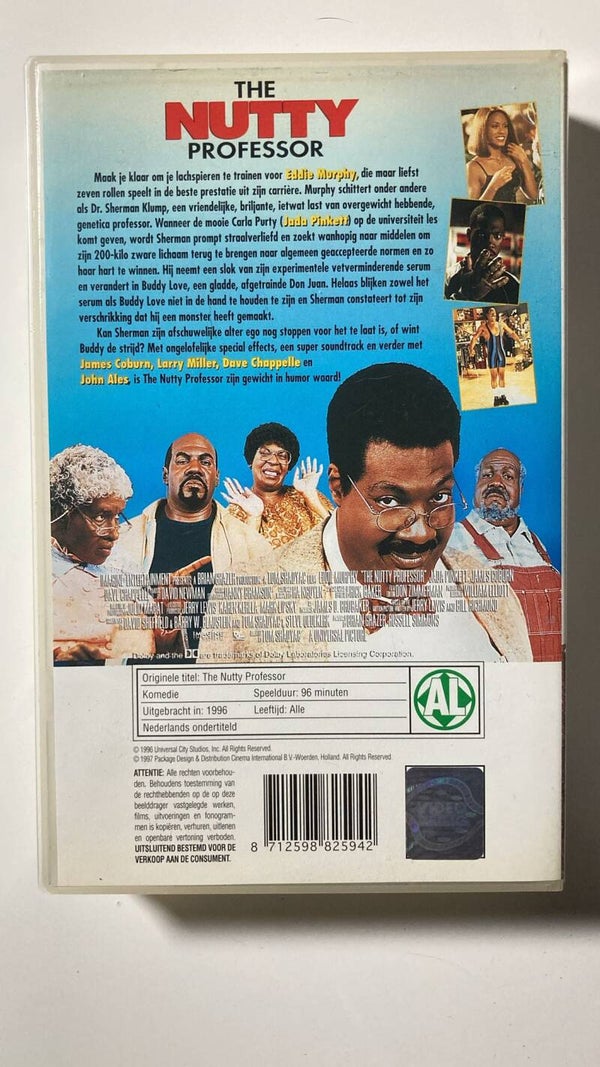 THE
NUTTY
PROFESSOR
Maak je klaar om je lachspieren te trainen voor Eddie Murphy, die maar liefst
zeven rollen speelt in de beste prestatie uit zijn carrière. Murphy schittert onder andere
als Dr. Sherman Klump, een vriendelijke, briljante, ietwat last van overgewicht hebbende,
genetica professor. Wanneer de mooie Carla Purty (Jada Pinkett) op de universiteit les
komt geven, wordt Sherman prompt straalverliefd en zoekt wanhopig naar middelen om
zijn 200-kilo zware lichaam terug te brengen naar algemeen geaccepteerde normen en zo
haar hart te winnen. Hij neemt een slok van zijn experimentele vetverminderende serum
en verandert in Buddy Love, een gladde, afgetrainde Don Juan. Helaas blijken zowel het
serum als Buddy Love niet in de hand te houden te zijn en Sherman constateert tot zijn
verschrikking dat hij een monster heeft gemaakt.
Kan Sherman zijn afschuwelijke alter ego nog stoppen voor het te laat is, of wint
Buddy de strijd? Met ongelofelijke special effects, een super soundtrack en verder met
James Coburn, Larry Miller, Dave Chappelle en
John Ales, is The Nutty Professor zijn gewicht in humor waard!
DAVID NEWMAN
TOM SHADYAC A UNIVERSAL PICTURE
Dolby and the DC are trademarks of Dolby Laboratories Licensing Corporation.
Originele titel: The Nutty Professor
Komedie Speelduur: 96 minuten
Uitgebracht in: 1996 Leeftijd: Alle
Nederlands ondertiteld
AL
© 1996 Universal City Studios, Inc. All Rights Reserved.
© 1997 Package Design & Distribution Cinema International B.V.-Woerden, Holland. All Rights Reserved.
ATTENTIE: Alle rechten voorbehou-
den. Behoudens toestemming van
de rechthebbenden op de op deze
beelddrager vastgelegde werken,
films, uitvoeringen en fonogram-
men is kopiëren, verhuren, uitlenen
en openbare vertoning verboden.
UITSLUITEND BESTEMD VOOR DE
VERKOOP AAN DE CONSUMENT.
8 712598 825942